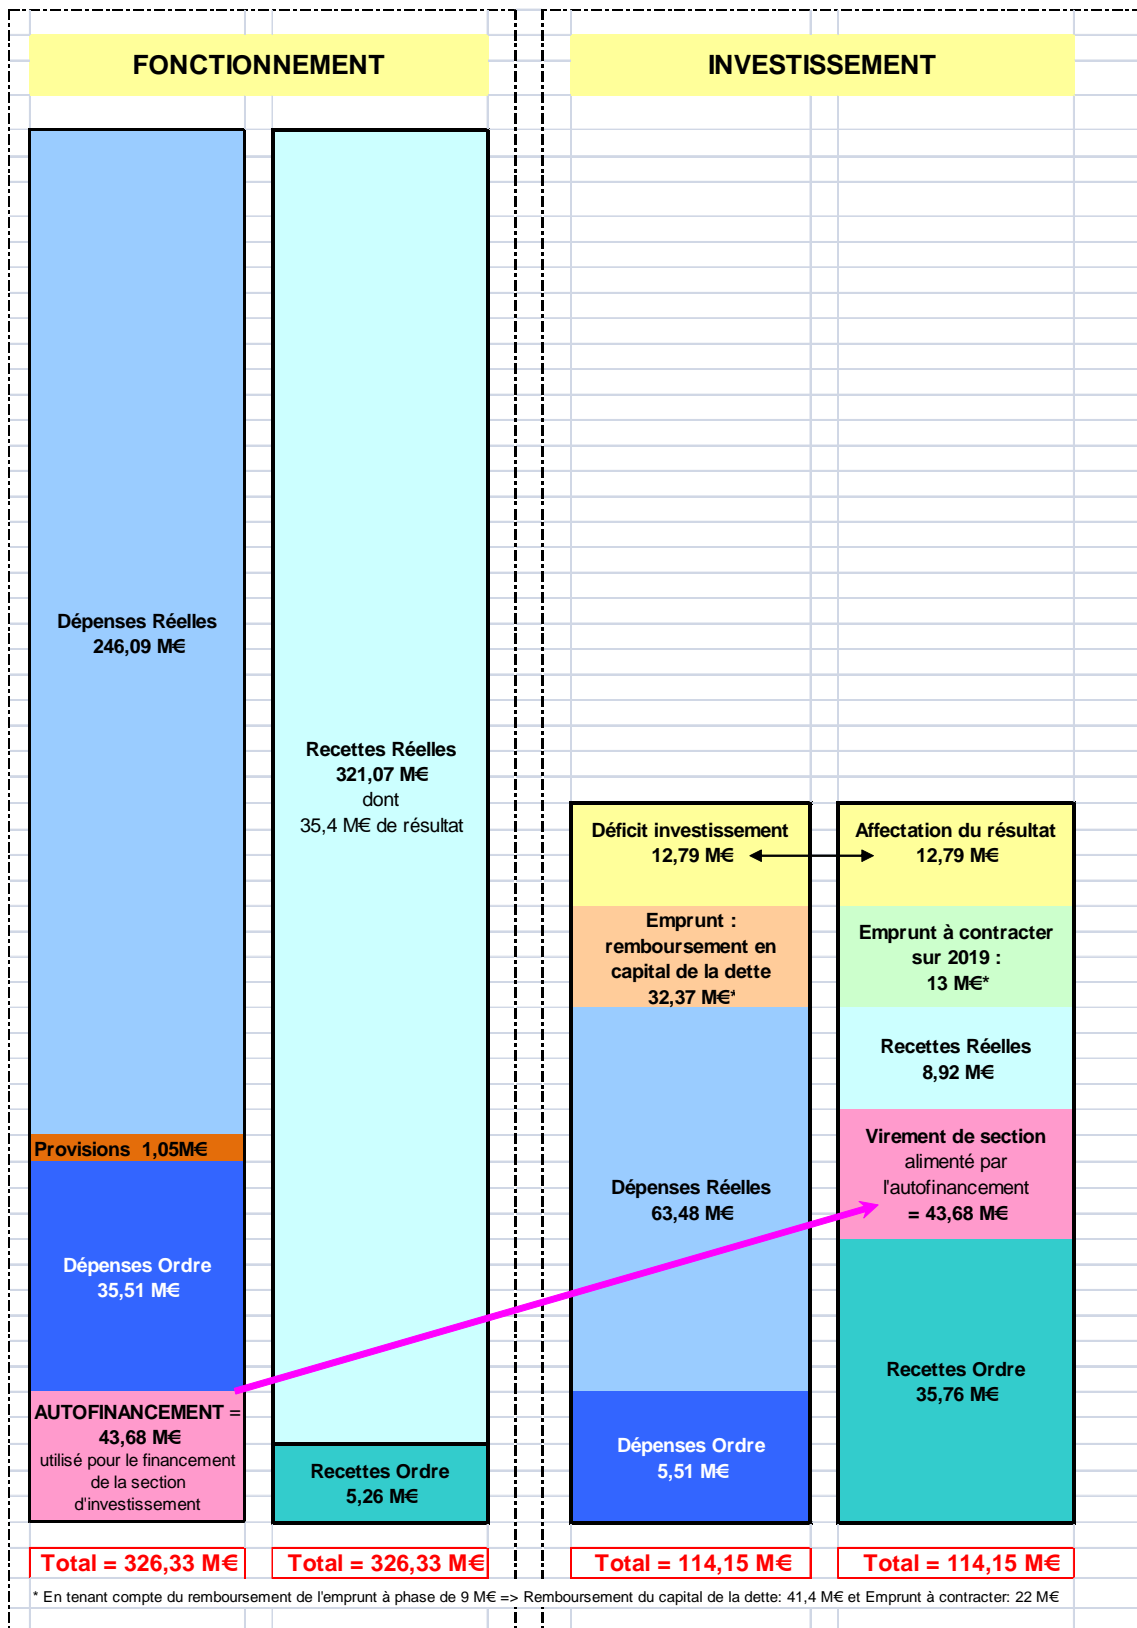 FONCTIONNEMENT
INVESTISSEMENT
Dépenses Réelles
246,09 M€
Provisions 1,05M€
Dépenses Ordre
35,51 M€
AUTOFINANCEMENT =
43,68 M€
utilisé pour le financement
de la section
d'investissement
Recettes Réelles
321,07 M€
dont
35,4 M€ de résultat
Recettes Ordre
5,26 M€
Déficit investissement
12,79 M€
Emprunt :
remboursement en
capital de la dette
32,37 M€*
Dépenses Réelles
63,48 M€
Dépenses Ordre
5,51 M€
Affectation du résultat
12,79 M€
Emprunt à contracter
sur 2019 :
13 M€*
Recettes Réelles
8,92 M€
Virement de section
alimenté par
l'autofinancement
= 43,68 M€
Recettes Ordre
35,76 M€
Total = 326,33 M€
Total = 326,33 M€
Total = 114,15 M€
Total = 114,15 M€
* En tenant compte du remboursement de l'emprunt à phase de 9 M€ => Remboursement du capital de la dette: 41,4 M€ et Emprunt à contracter: 22 M€